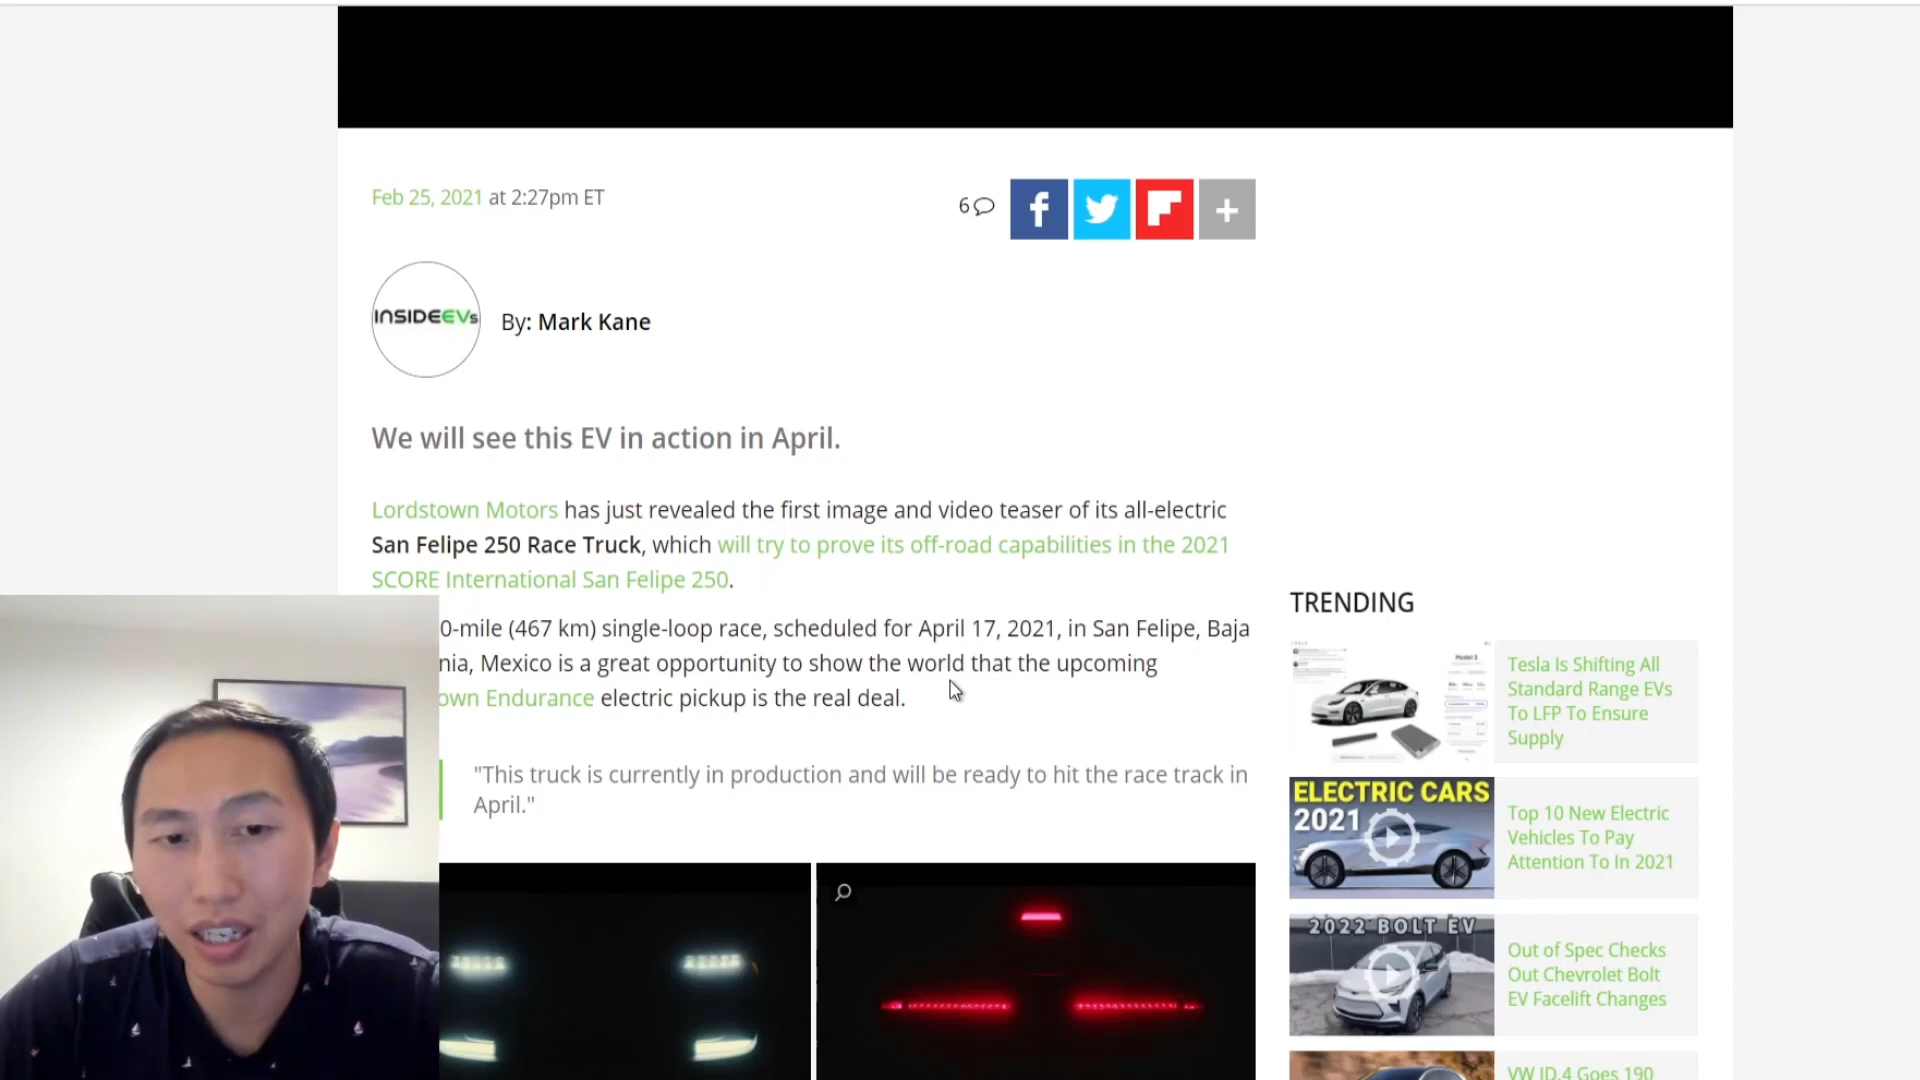 Feb 25, 2021 at 2:27pm ET
6
INSIDEEVs
By: Mark Kane
We will see this EV in action in April.
Lordstown Motors has just revealed the first image and video teaser of its all-electric
San Felipe 250 Race Truck, which will try to prove its off-road capabilities in the 2021
SCORE International San Felipe 250.
0-mile (467 km) single-loop race, scheduled for April 17, 2021, in San Felipe, Baja
nia, Mexico is a great opportunity to show the world that the upcoming
own Endurance electric pickup is the real deal.
"This truck is currently in production and will be ready to hit the race track in
April."
TRENDING
Model 3
Tesla Is Shifting All
Standard Range EVs
To LFP To Ensure
Supply
ELECTRIC CARS
2021
Top 10 New Electric
Vehicles To Pay
Attention To In 2021
2022 BOLT EV
Out of Spec Checks
Out Chevrolet Bolt
EV Facelift Changes
VW ID.4 Goes 190